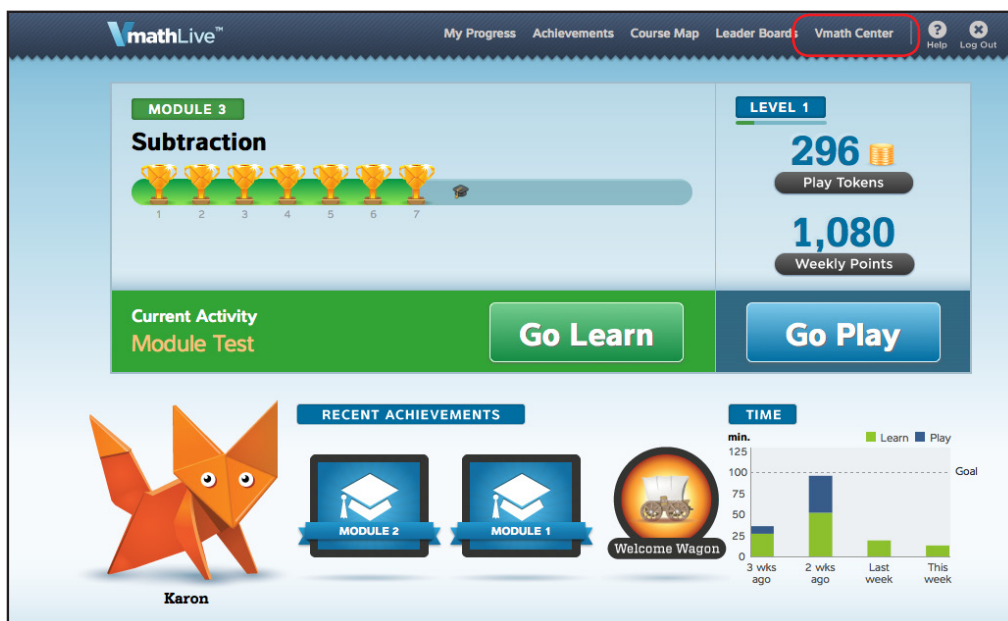 VmathLive™
My Progress Achievements Course Map Leader Boards Vmath Center
Help Log Out
MODULE 3
Subtraction
1 2 3 4 5 6 7
LEVEL 1
296
Play Tokens
1,080
Weekly Points
Current Activity
Module Test
Go Learn
Go Play
Karon
RECENT ACHIEVEMENTS
MODULE 2
MODULE 1
Welcome Wagon
TIME
min.
Learn Play
125
100
Goal
75
50
25
0
3 wks ago
2 wks ago
Last week
This week